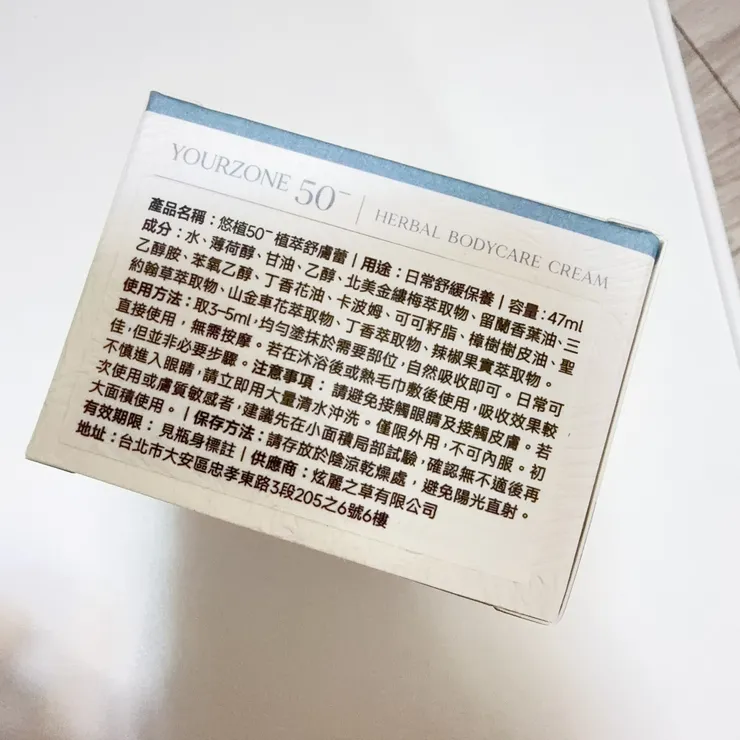 YOURZONE 50⁻ | HERBAL BODYCARE CREAM
產品名稱：悠植50⁻ 植萃舒膚蕾 | 用途：日常舒緩保養 | 容量：47ml
成分：水、薄荷醇、甘油、乙醇、北美金縷梅萃取物、留蘭香葉油、三
乙醇胺、苯氧乙醇、丁香花油、卡波姆、可可籽脂、樟樹樹皮油、聖
約翰草萃取物、山金車花萃取物、丁香萃取物、辣椒果實萃取物。
使用方法：取3–5ml，均勻塗抹於需要部位，自然吸收即可。日常可
直接使用，無需按摩。若在沐浴後或熱毛巾敷後使用，吸收效果較
佳，但並非必要步驟。注意事項：請避免接觸眼睛及接觸皮膚。若
不慎進入眼睛，請立即用大量清水沖洗。僅限外用，不可內服。初
次使用或膚質敏感者，建議先在小面積局部試驗，確認無不適後再
大面積使用。 | 保存方法：請存放於陰涼乾燥處，避免陽光直射。
有效期限：見瓶身標註 | 供應商：炫麗之草有限公司
地址：台北市大安區忠孝東路3段205之6號6樓